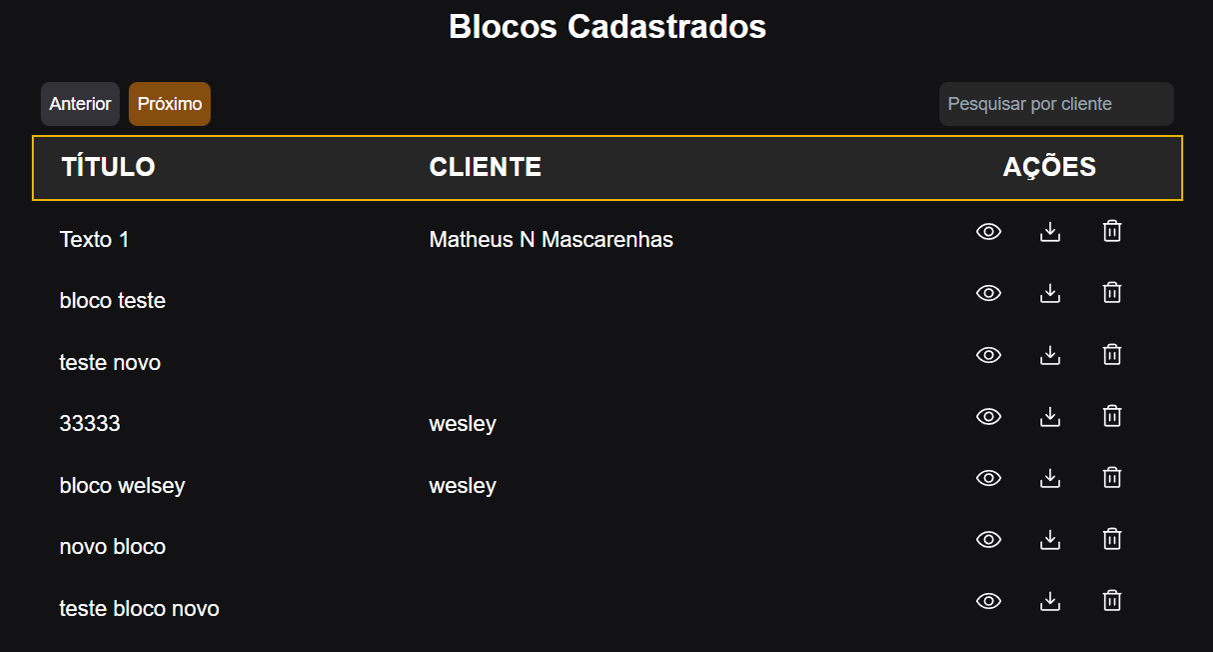 Blocos Cadastrados
Anterior Próximo Pesquisar por cliente
TÍTULO CLIENTE AÇÕES
Texto 1 Matheus N Mascarenhas
bloco teste
teste novo
33333 wesley
bloco welsey wesley
novo bloco
teste bloco novo